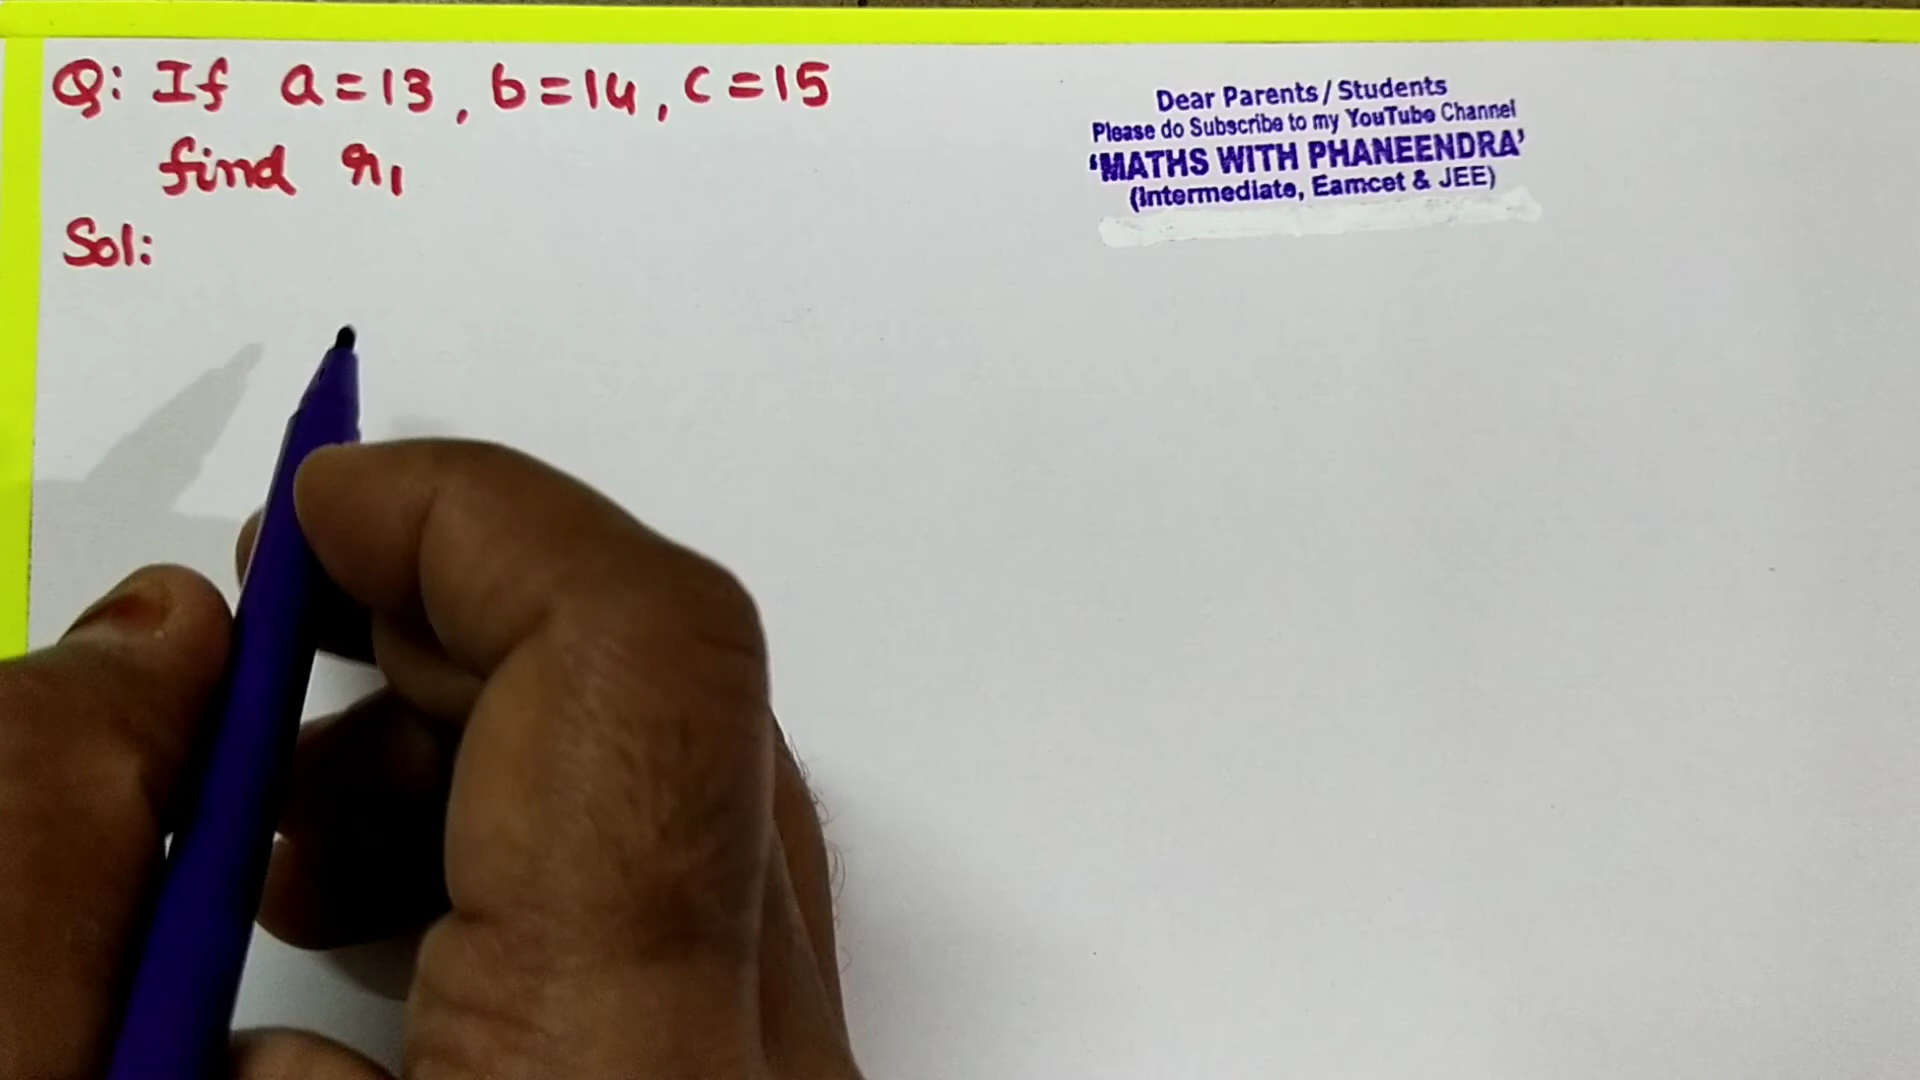 Q: If a=13, b=14, c=15
find r₁
Sol:
Dear Parents / Students
Please do Subscribe to my YouTube Channel
'MATHS WITH PHANEENDRA'
(Intermediate, Eamcet & JEE)